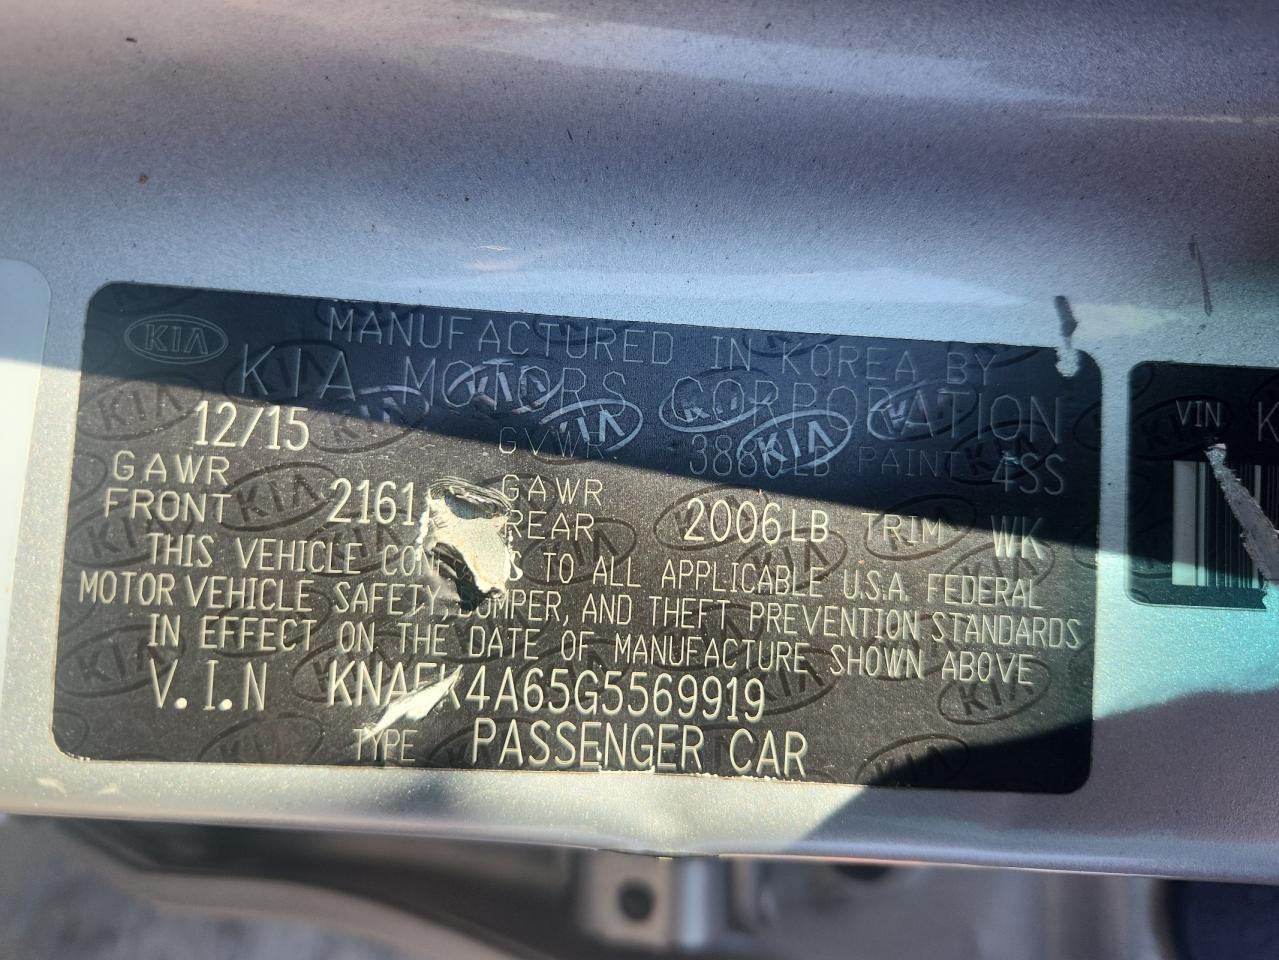 KIA
MANUFACTURED IN KOREA BY
KIA MOTORS CORPORATION
12/15 GVWR 3880LB PAINT 4SS
GAWR FRONT 2161 GAWR REAR 2006LB TRIM WK
THIS VEHICLE TO ALL APPLICABLE U.S.A. FEDERAL
MOTOR VEHICLE SAFETY, AND THEFT PREVENTION STANDARDS
IN EFFECT ON THE DATE OF MANUFACTURE SHOWN ABOVE
V.I.N KNAFK4A65G5569919
TYPE PASSENGER CAR
VIN K